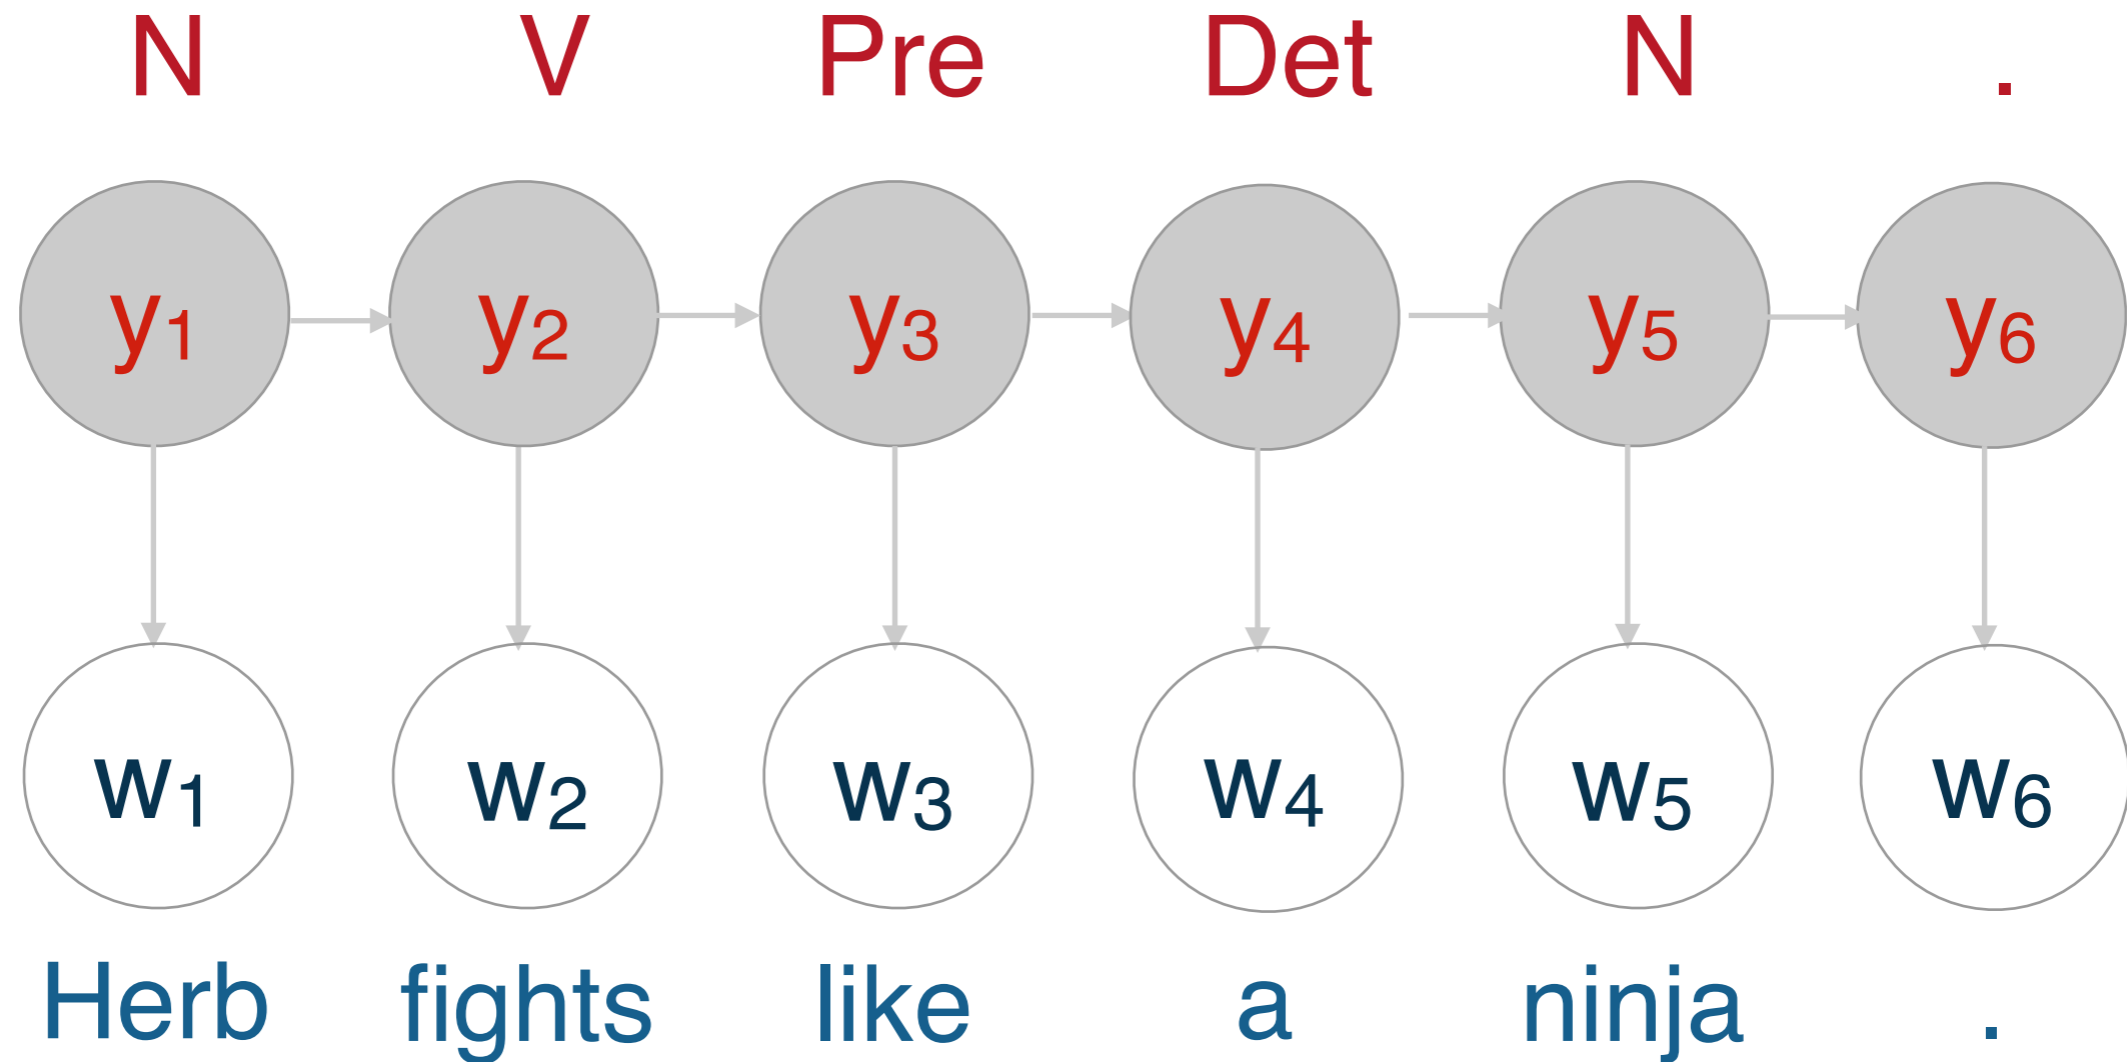 N V Pre Det N .
y1 y2 y3 y4 y5 y6
w1 w2 w3 w4 w5 w6
Herb fights like a ninja .